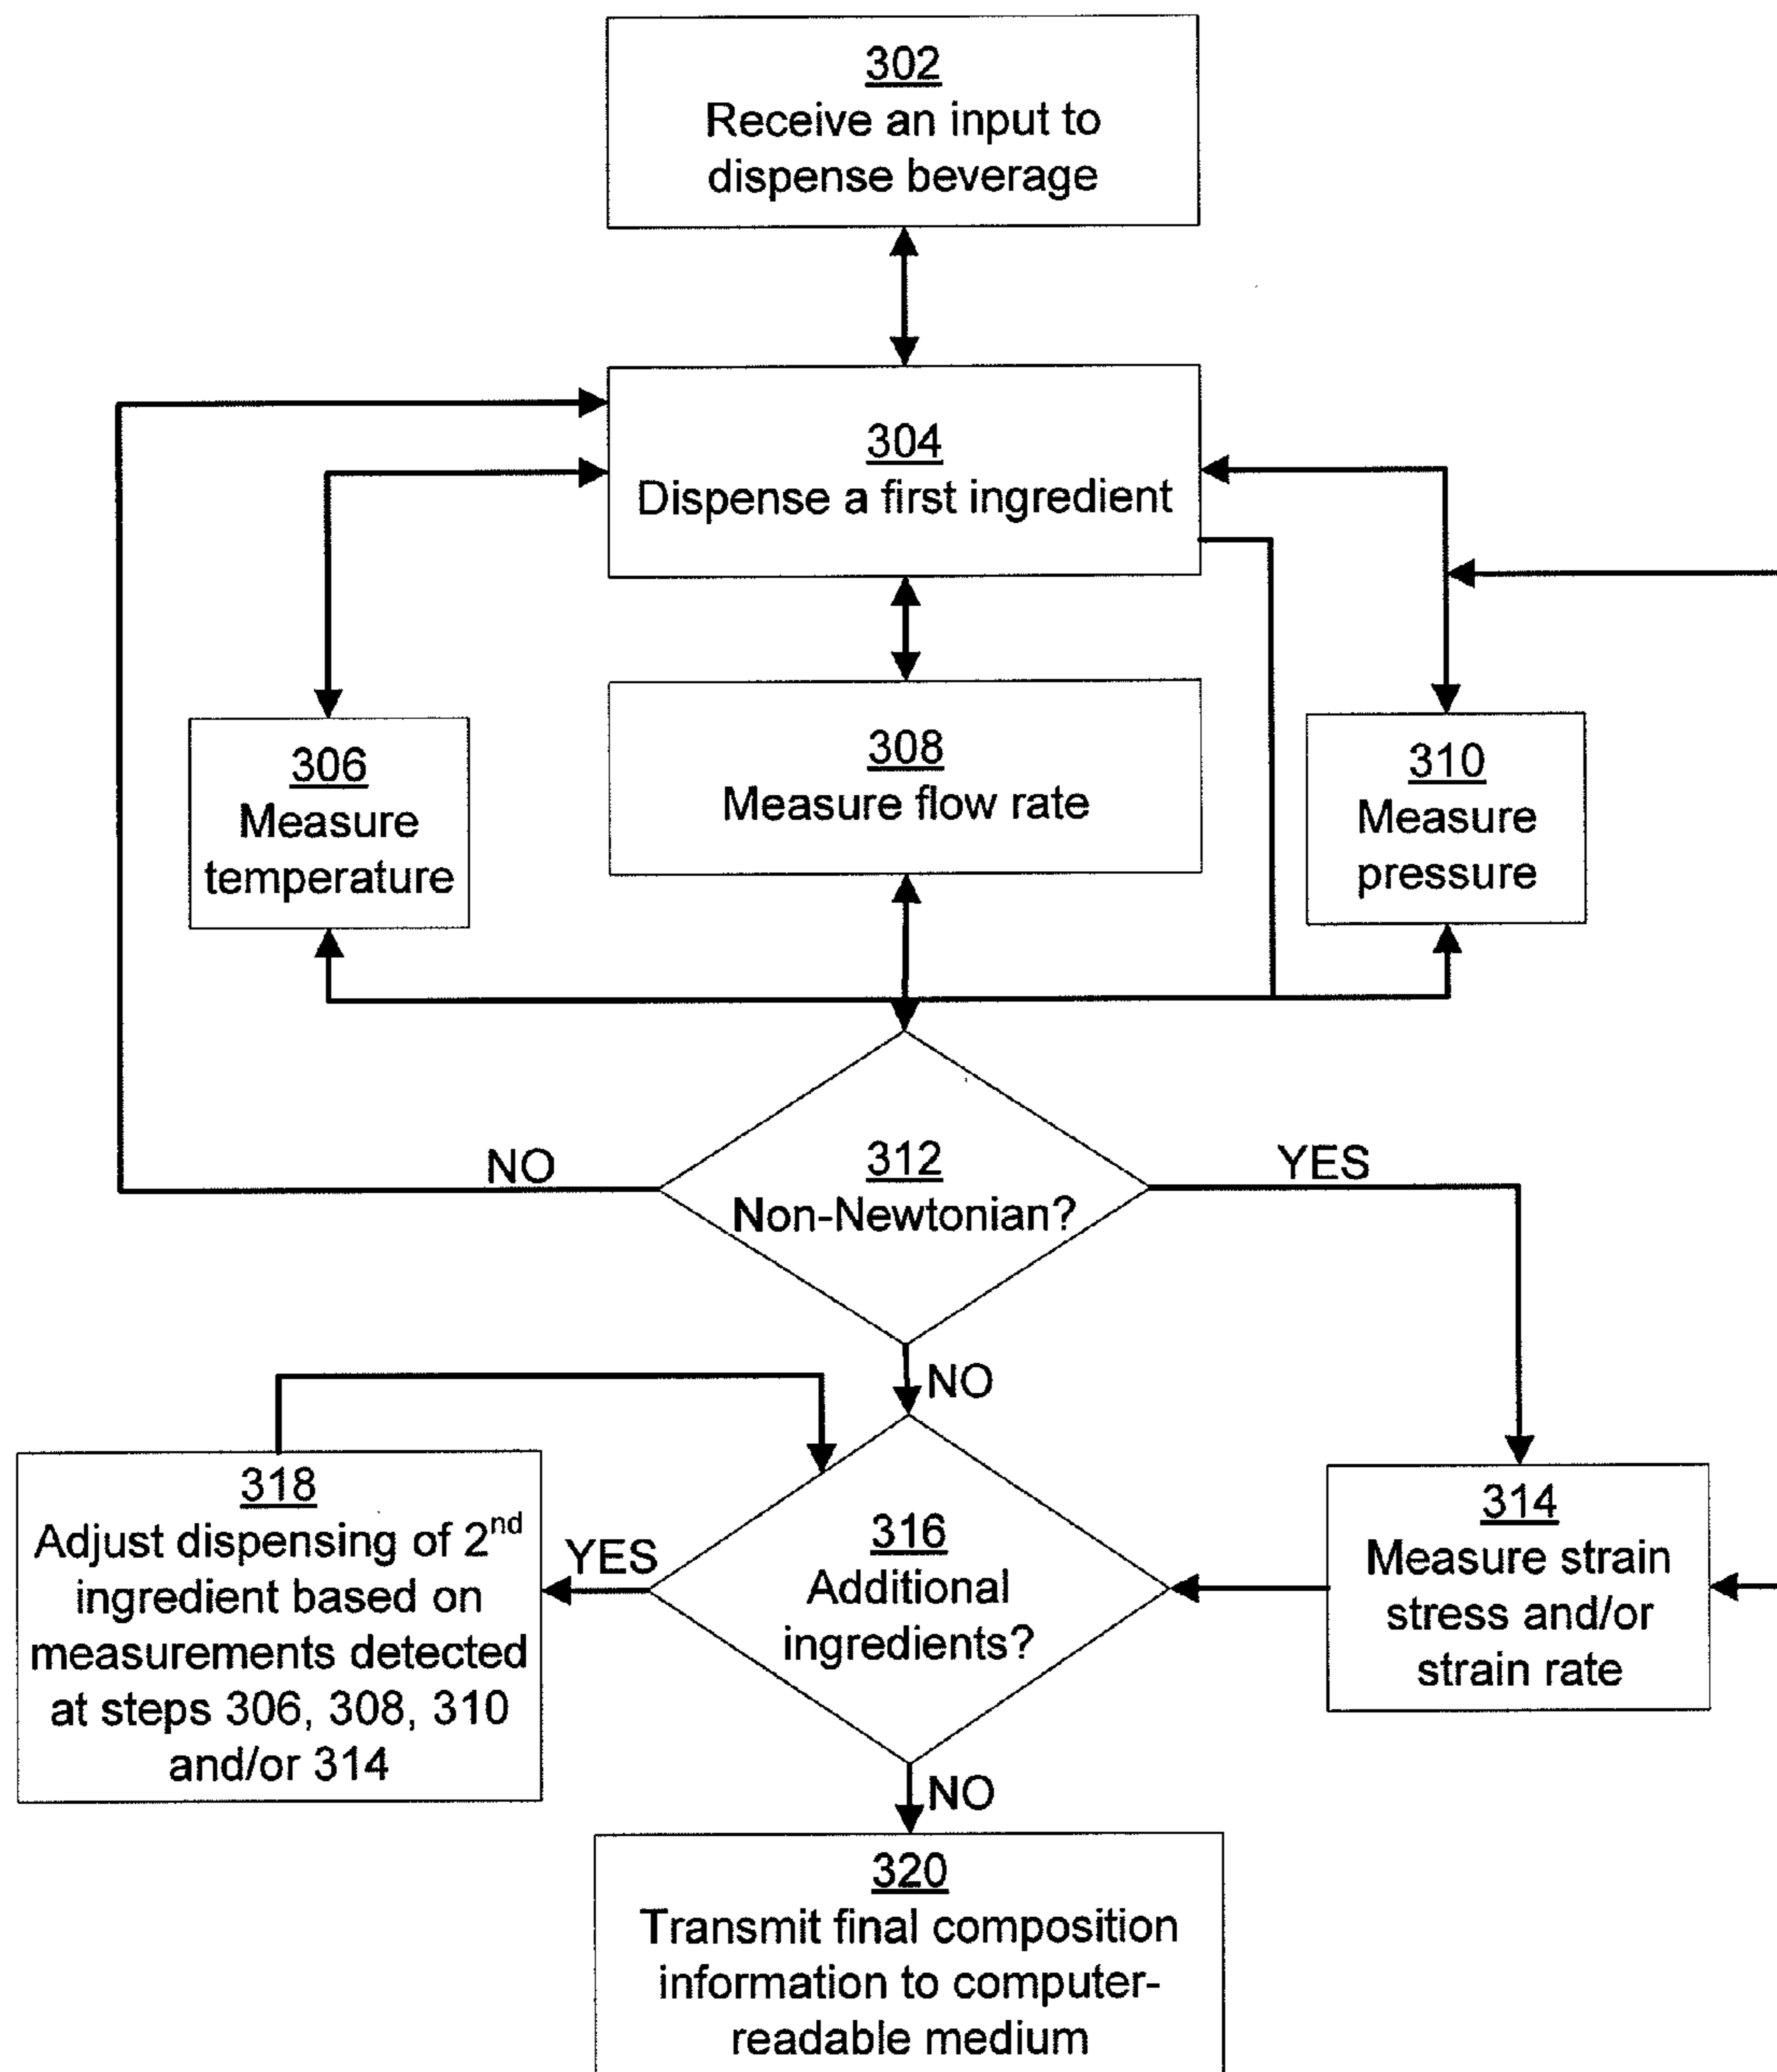 302
Receive an input to
dispense beverage
304
Dispense a first ingredient
306
Measure
temperature
308
Measure flow rate
310
Measure
pressure
NO
312
Non-Newtonian?
YES
NO
318
Adjust dispensing of 2nd
ingredient based on
measurements detected
at steps 306, 308, 310
and/or 314
YES
316
Additional
ingredients?
314
Measure strain
stress and/or
strain rate
NO
320
Transmit final composition
information to computer-
readable medium